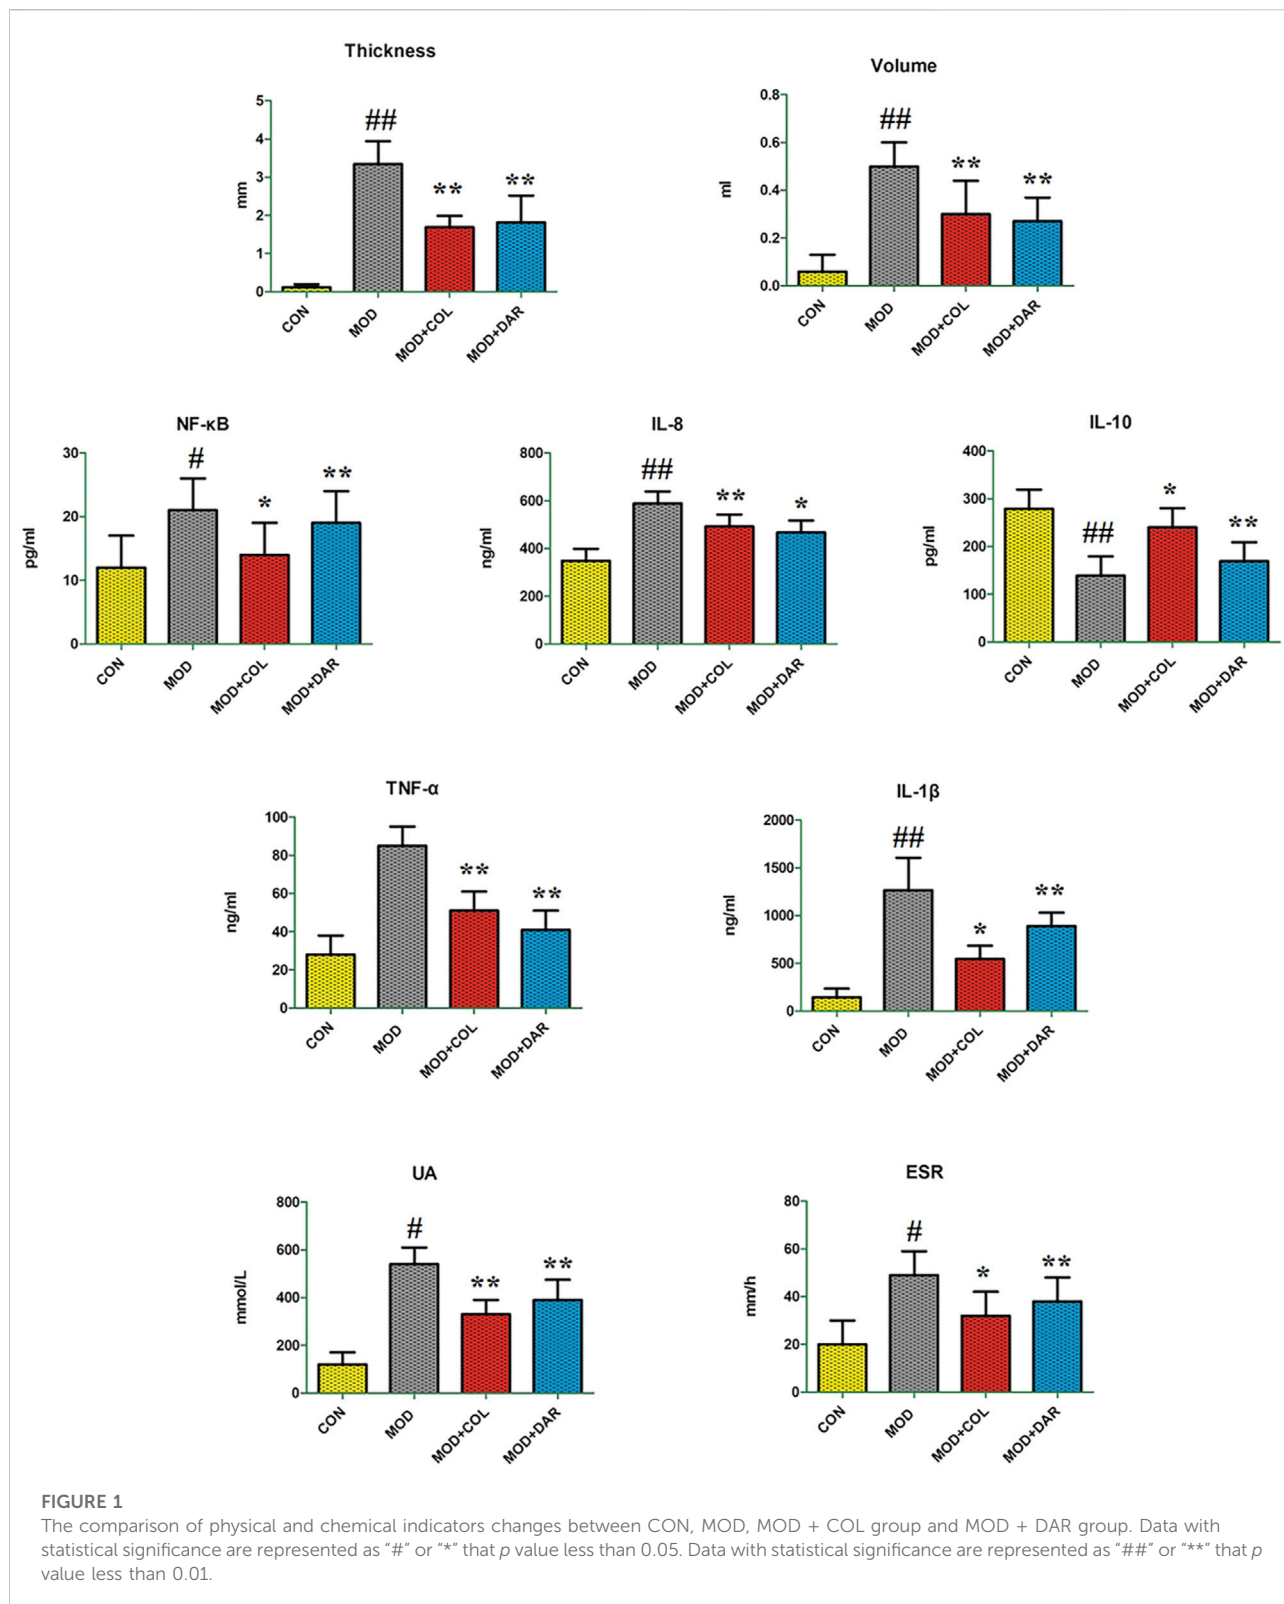 Thickness
5
4
3
2
1
0
mm
##
**
**
CON
MOD
MOD+COL
MOD+DAR
Volume
0.8
0.6
0.4
0.2
0.0
ml
##
**
**
CON
MOD
MOD+COL
MOD+DAR
NF-κB
30
20
10
0
pg/ml
#
*
**
CON
MOD
MOD+COL
MOD+DAR
IL-8
800
600
400
200
0
ng/ml
##
**
*
CON
MOD
MOD+COL
MOD+DAR
IL-10
400
300
200
100
0
pg/ml
##
*
**
CON
MOD
MOD+COL
MOD+DAR
TNF-α
100
80
60
40
20
0
ng/ml
**
**
CON
MOD
MOD+COL
MOD+DAR
IL-1β
2000
1500
1000
500
0
ng/ml
##
*
**
CON
MOD
MOD+COL
MOD+DAR
UA
800
600
400
200
0
mmol/L
#
**
**
CON
MOD
MOD+COL
MOD+DAR
ESR
80
60
40
20
0
mm/h
#
*
**
CON
MOD
MOD+COL
MOD+DAR
FIGURE 1
The comparison of physical and chemical indicators changes between CON, MOD, MOD + COL group and MOD + DAR group. Data with
statistical significance are represented as “#” or “*” that p value less than 0.05. Data with statistical significance are represented as “##” or “**” that p
value less than 0.01.